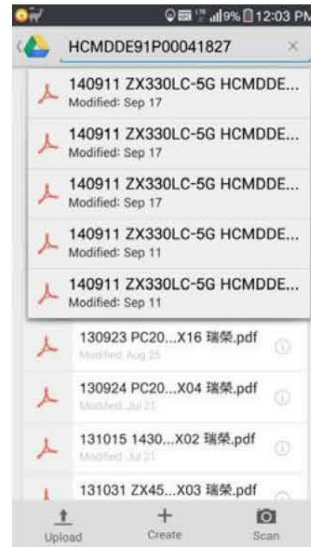 9% 12:03 PM
HCMDDE91P00041827 ×
140911 ZX330LC-5G HCMDDE...
Modified: Sep 17
140911 ZX330LC-5G HCMDDE...
Modified: Sep 17
140911 ZX330LC-5G HCMDDE...
Modified: Sep 17
140911 ZX330LC-5G HCMDDE...
Modified: Sep 11
140911 ZX330LC-5G HCMDDE...
Modified: Sep 11
130923 PC20...X16 瑞榮.pdf
Modified: Aug 25
130924 PC20...X04 瑞榮.pdf
Modified: Jul 21
131015 1430...X02 瑞榮.pdf
Modified: Jul 21
131031 ZX45...X03 瑞榮.pdf
Upload Create Scan